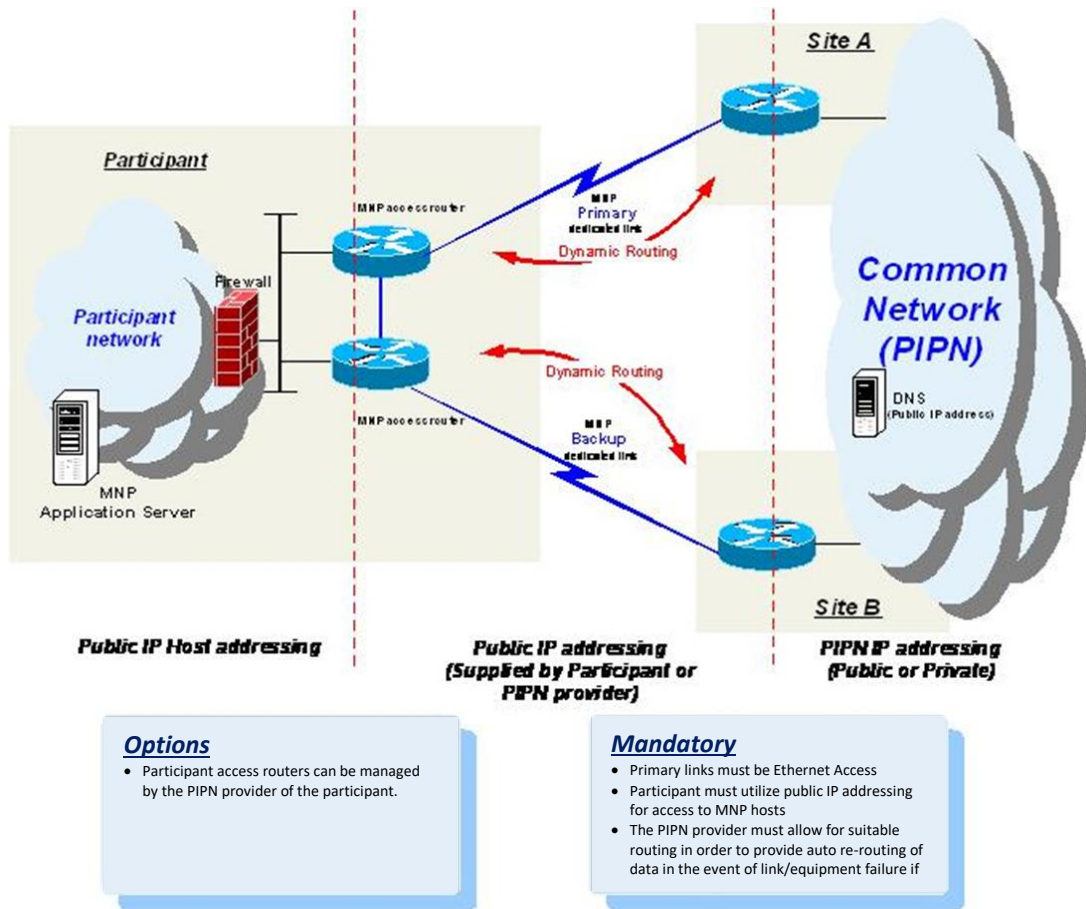 Site A
Participant
MNP access router
MNP
Primary
dedicated link
Dynamic Routing
Firewall
Participant
network
Common
Network
(PIPN)
Dynamic Routing
DNS
(Public IP address)
MNP access router
MNP
Backup
dedicated link
MNP
Application Server
Site B
Public IP Host addressing
Public IP addressing
(Supplied by Participant or
PIPN provider)
PIPN IP addressing
(Public or Private)
Options
• Participant access routers can be managed
by the PIPN provider of the participant.
Mandatory
• Primary links must be Ethernet Access
• Participant must utilize public IP addressing
for access to MNP hosts
• The PIPN provider must allow for suitable
routing in order to provide auto re-routing of
data in the event of link/equipment failure if